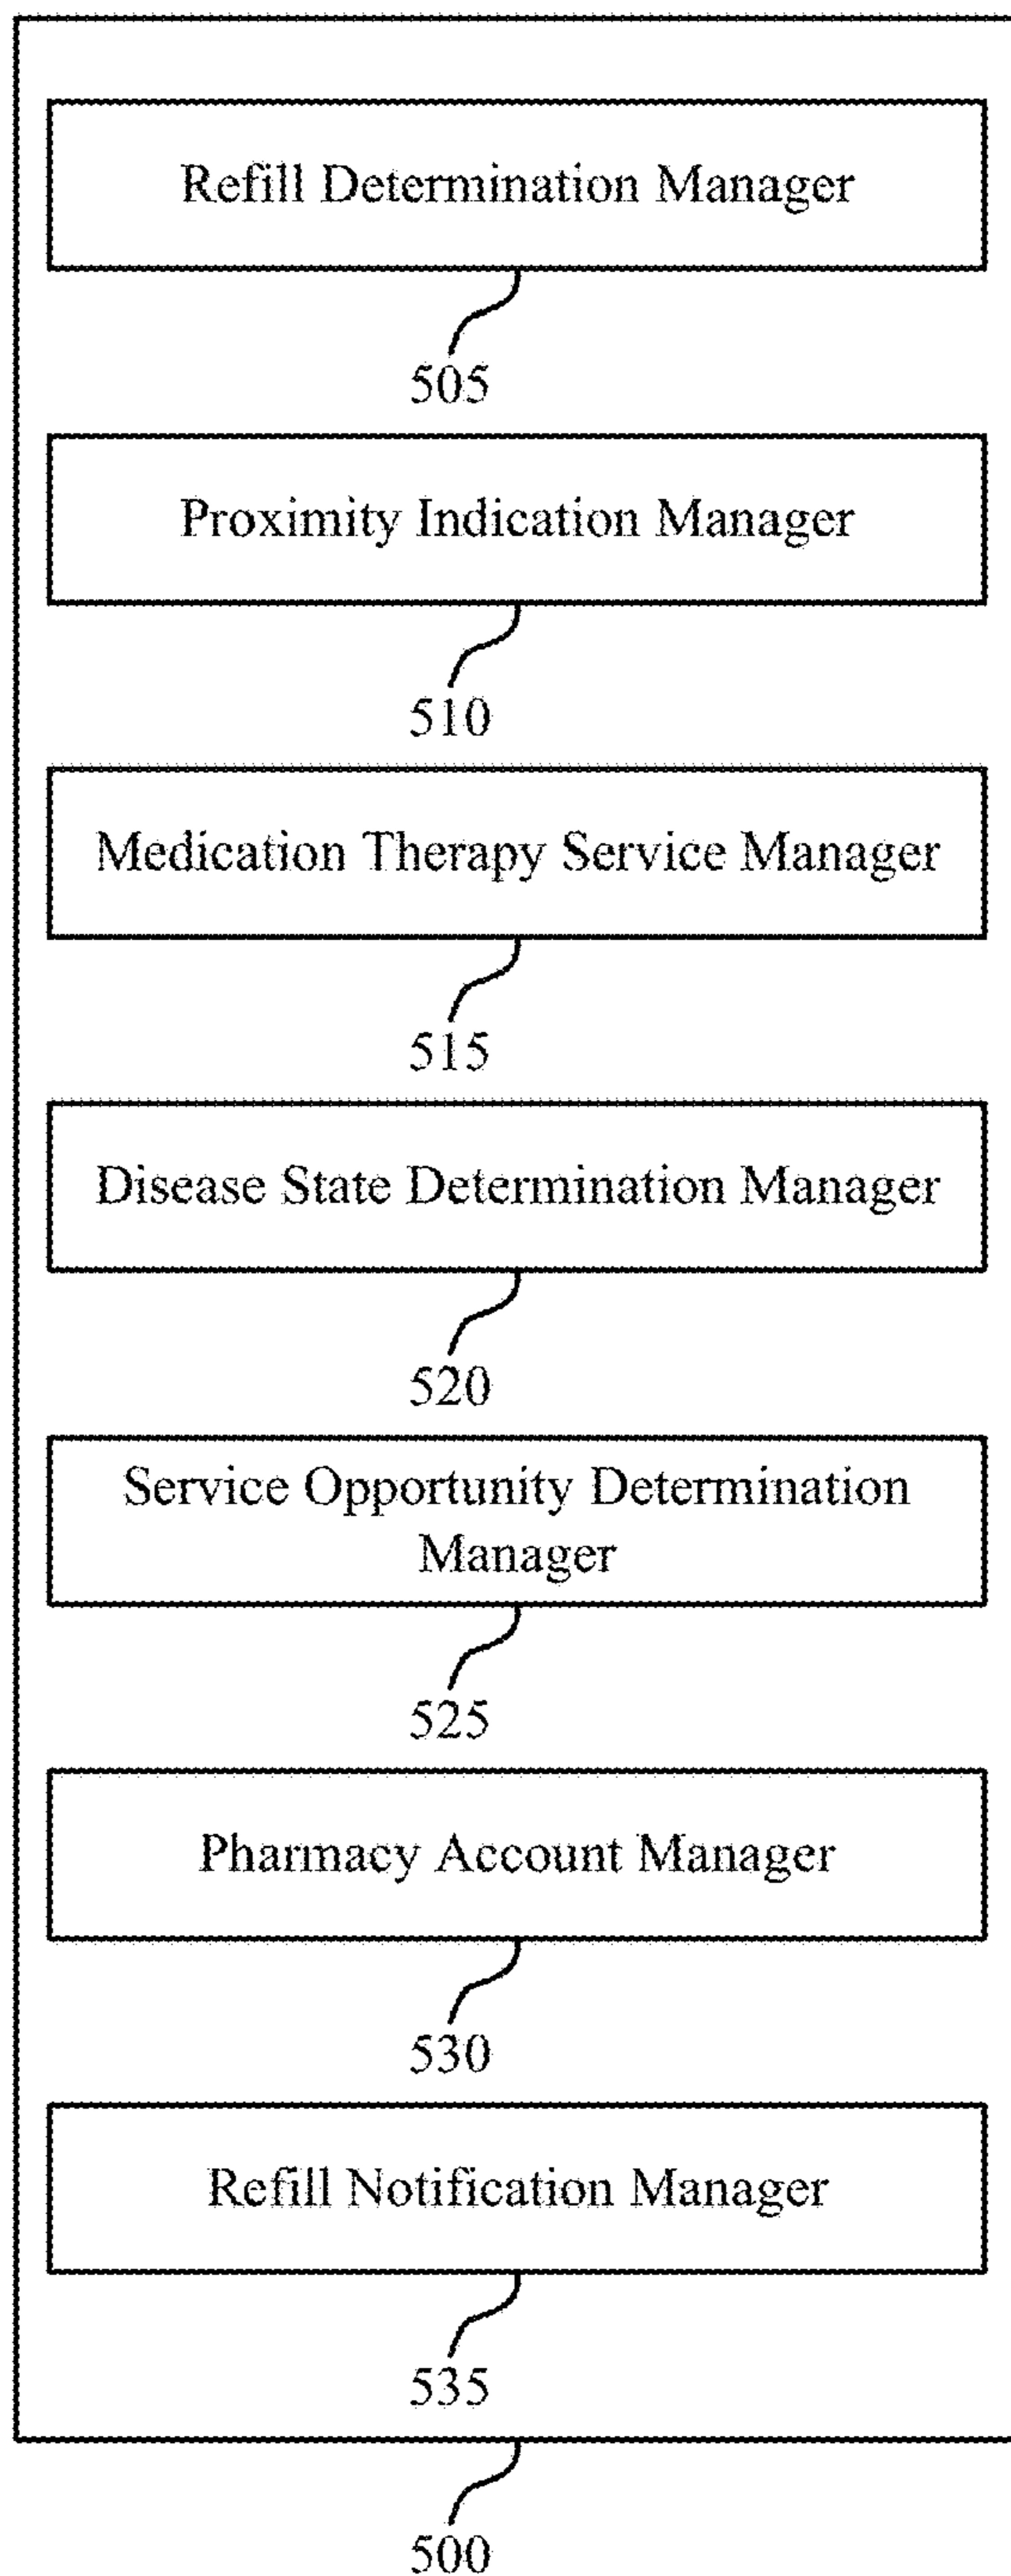 Refill Determination Manager
505
Proximity Indication Manager
510
Medication Therapy Service Manager
515
Disease State Determination Manager
520
Service Opportunity Determination
Manager
525
Pharmacy Account Manager
530
Refill Notification Manager
535
500